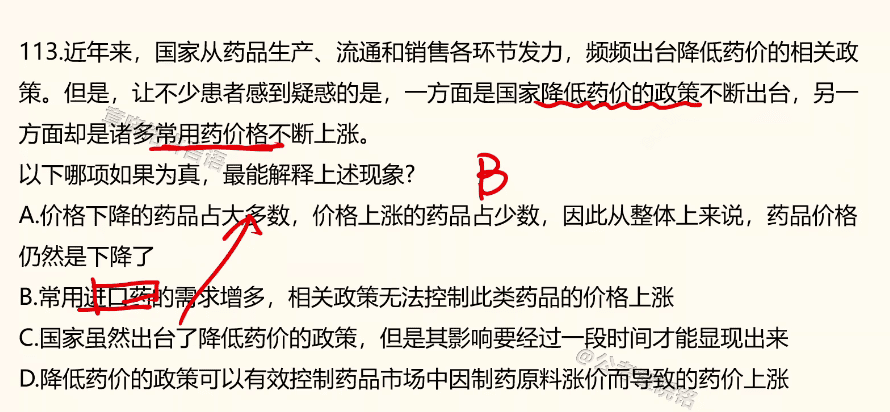 113.近年来，国家从药品生产、流通和销售各环节发力，频频出台降低药价的相关政
策。但是，让不少患者感到疑惑的是，一方面是国家降低药价的政策不断出台，另一
方面却是诸多常用药价格不断上涨。
以下哪项如果为真，最能解释上述现象？
B
A.价格下降的药品占大多数，价格上涨的药品占少数，因此从整体上来说，药品价格
仍然是下降了
B.常用进口药的需求增多，相关政策无法控制此类药品的价格上涨
C.国家虽然出台了降低药价的政策，但是其影响要经过一段时间才能显现出来
D.降低药价的政策可以有效控制药品市场中因制药原料涨价而导致的药价上涨